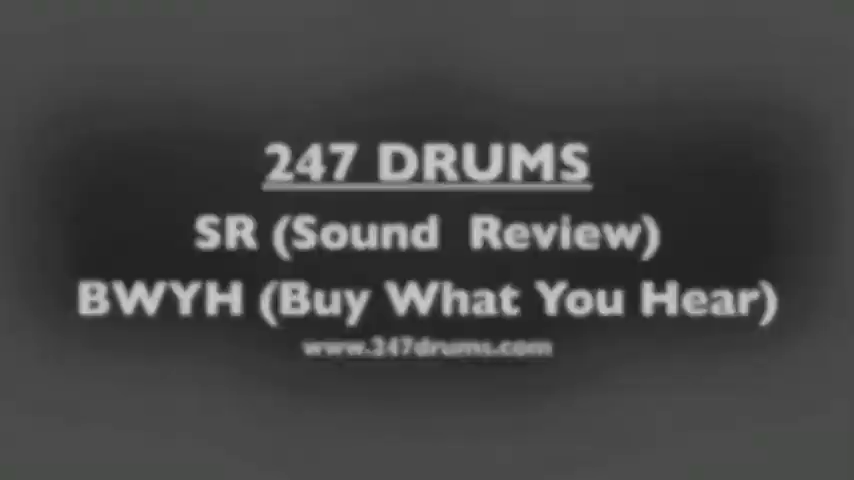 247 DRUMS
SR (Sound Review)
BWYH (Buy What You Hear)
www.247drums.com